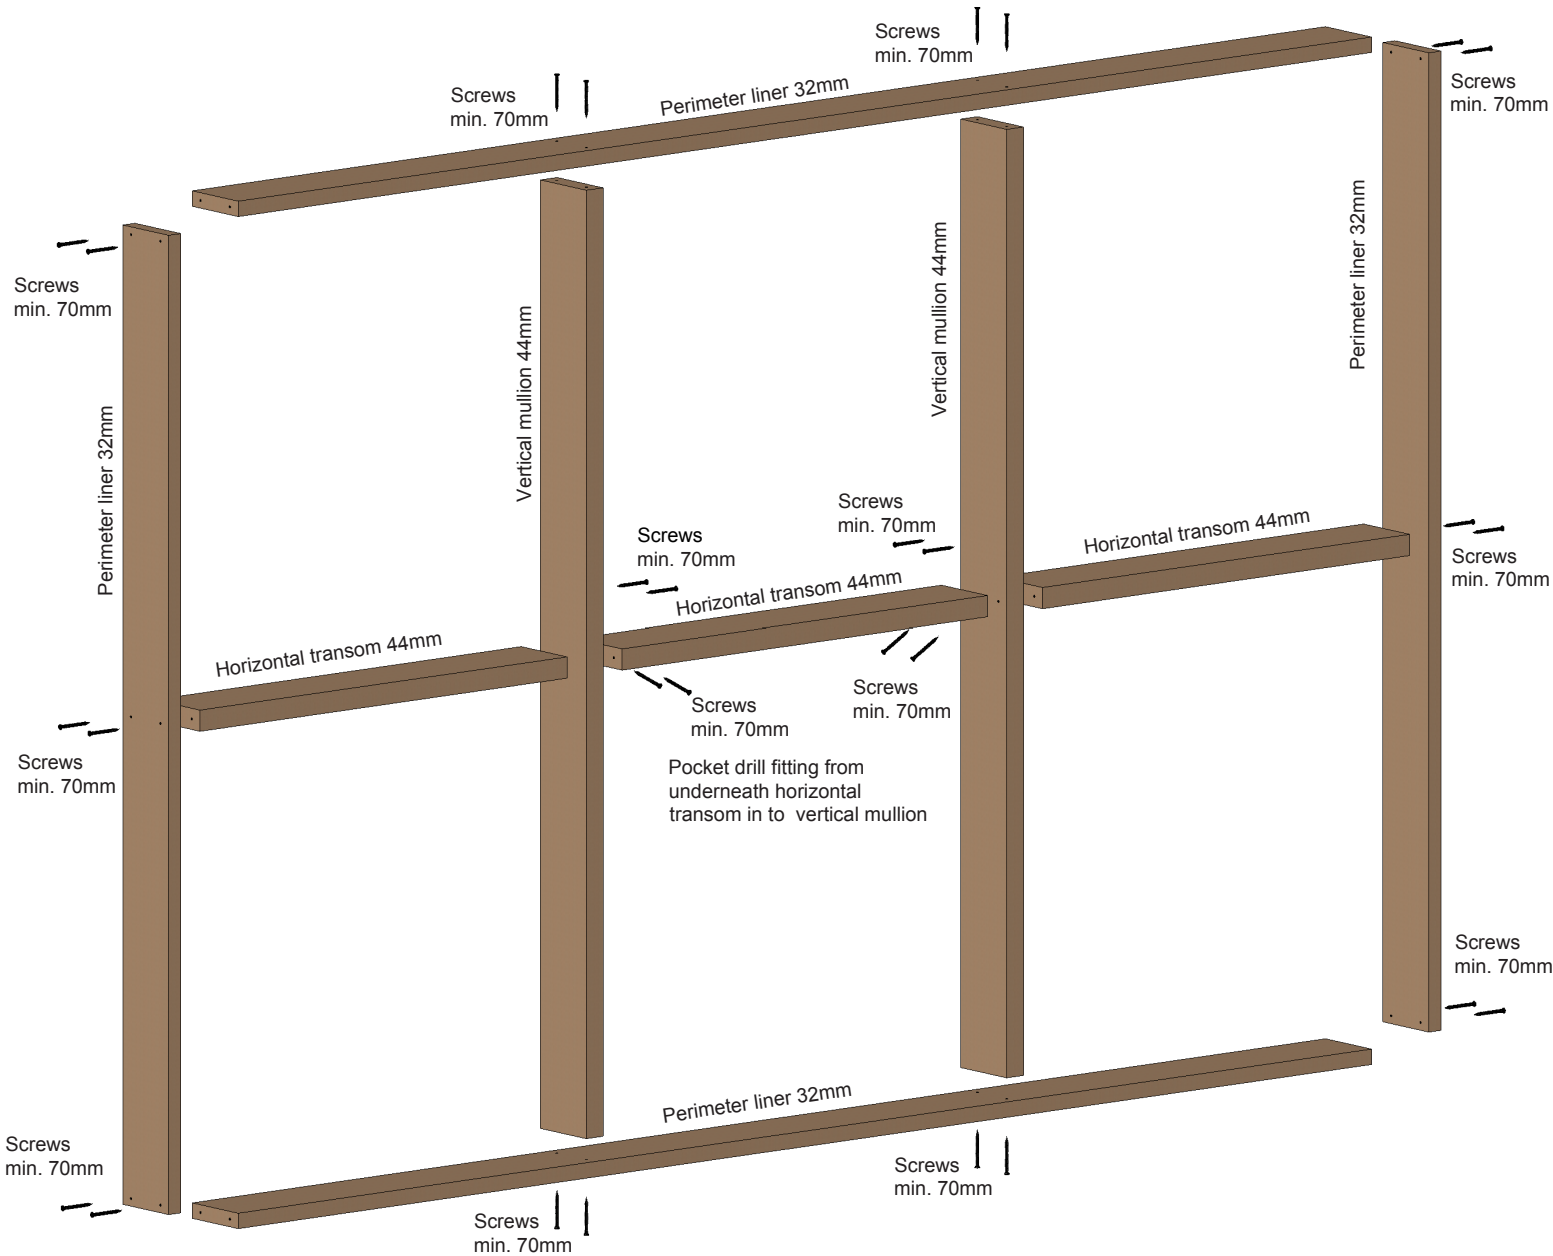 Screws
min. 70mm
Screws
min. 70mm
Perimeter liner 32mm
Screws
min. 70mm
Screws
min. 70mm
Perimeter liner 32mm
Vertical mullion 44mm
Vertical mullion 44mm
Perimeter liner 32mm
Screws
min. 70mm
Screws
min. 70mm
Horizontal transom 44mm
Horizontal transom 44mm
Horizontal transom 44mm
Screws
min. 70mm
Screws
min. 70mm
Screws
min. 70mm
Screws
min. 70mm
Pocket drill fitting from
underneath horizontal
transom in to vertical mullion
Screws
min. 70mm
Perimeter liner 32mm
Screws
min. 70mm
Screws
min. 70mm
Screws
min. 70mm